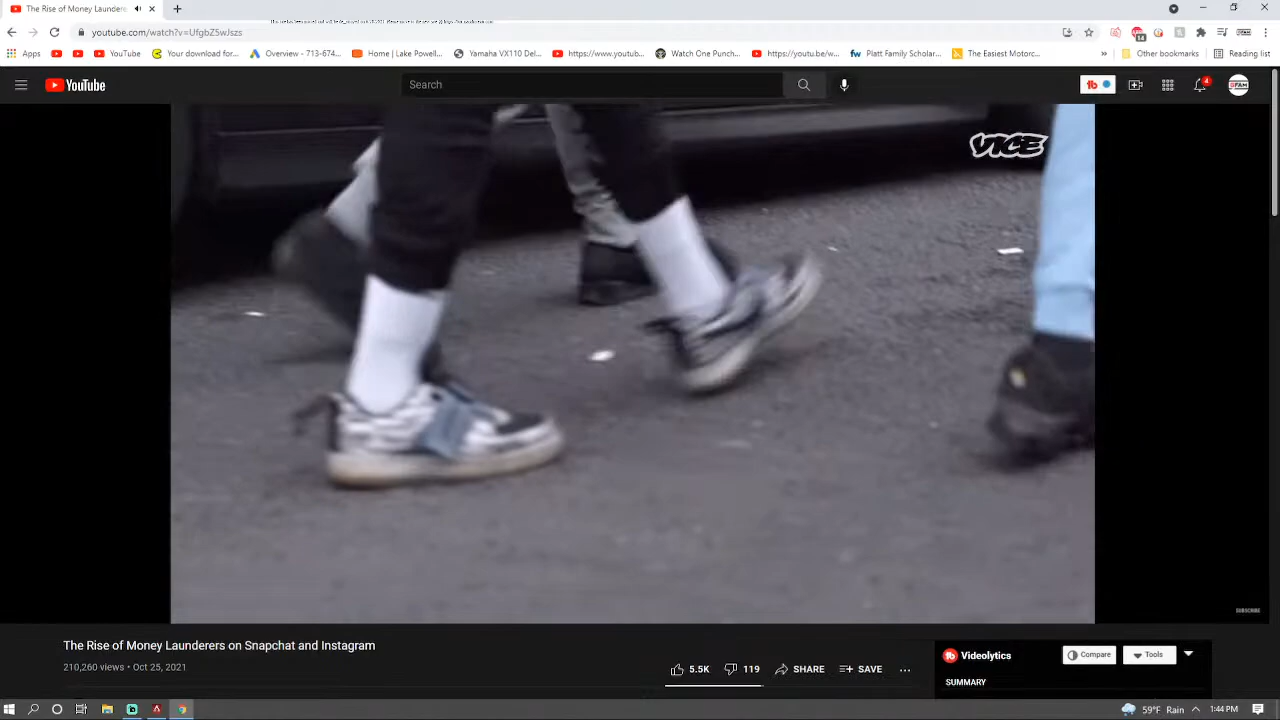 The Rise of Money Launder
youtube.com/watch?v=UfgbZ5wJszs
Apps
YouTube
Your download for...
Overview - 713-674...
Home | Lake Powell...
Yamaha VX110 Del...
https://www.youtub...
Watch One Punch...
https://youtu.be/w...
fw Platt Family Scholar...
The Easiest Motorc...
»
Other bookmarks
Reading list
YouTube
Search
4
VICE
SUBSCRIBE
The Rise of Money Launderers on Snapchat and Instagram
210,260 views • Oct 25, 2021
5.5K
119
SHARE
SAVE
...
Videolytics
Compare
Tools
SUMMARY
59°F Rain
1:44 PM